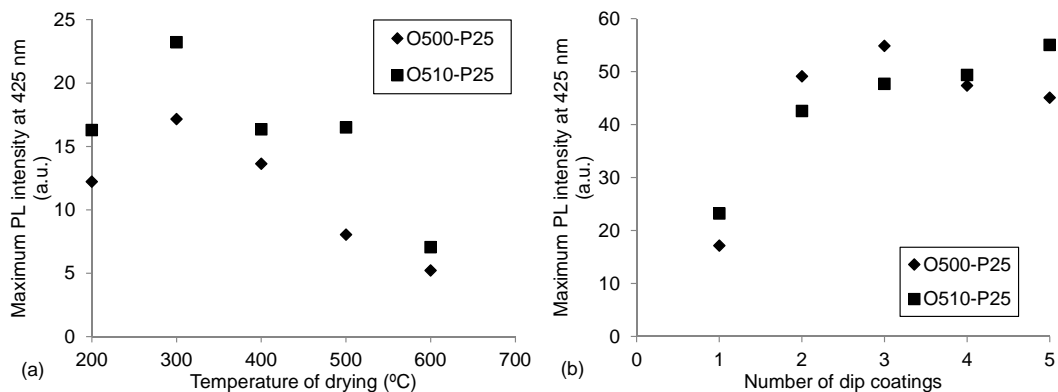 Maximum PL intensity at 425 nm
(a.u.)
25
20
15
10
5
0
O500-P25
O510-P25
200 300 400 500 600 700
(a)
Temperature of drying (ºC)
Maximum PL intensity at 425 nm
(a.u.)
60
50
40
30
20
10
0
O500-P25
O510-P25
0 1 2 3 4 5
(b)
Number of dip coatings